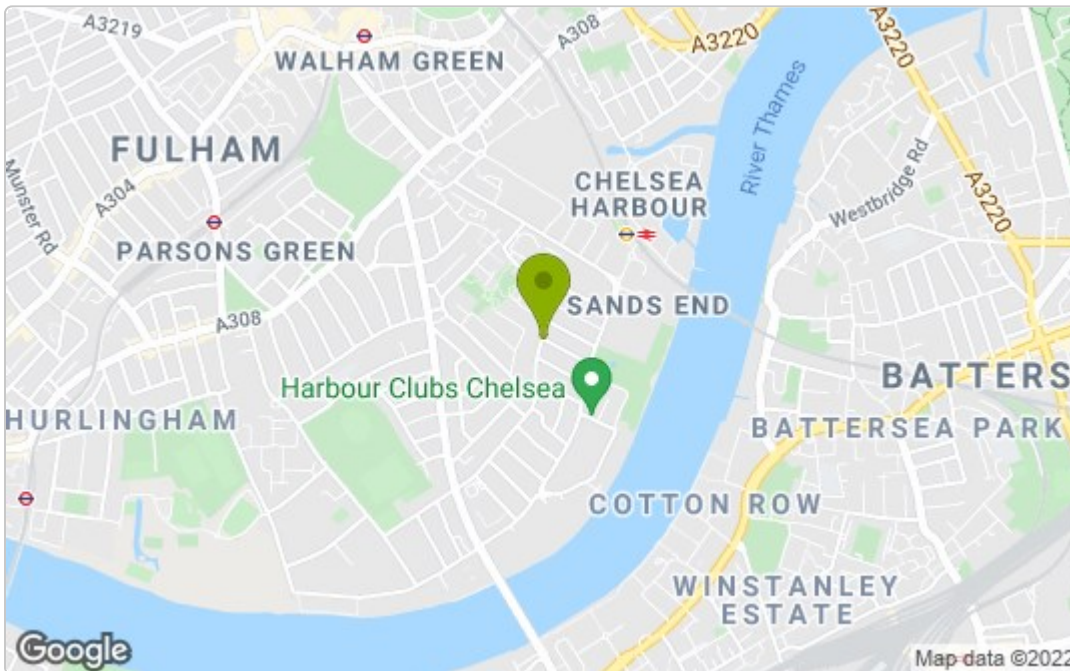 A3219
A308
A3220
WALHAM GREEN
A3220
FULHAM
River Thames
Munster Rd
A304
CHELSEA
HARBOUR
Westbridge Rd
A3220
PARSONS GREEN
A308
SANDS END
BATTERS
Harbour Clubs Chelsea
HURLINGHAM
BATTERSEA PARK
COTTON ROW
WINSTANLEY
ESTATE
Google
Map data ©2022